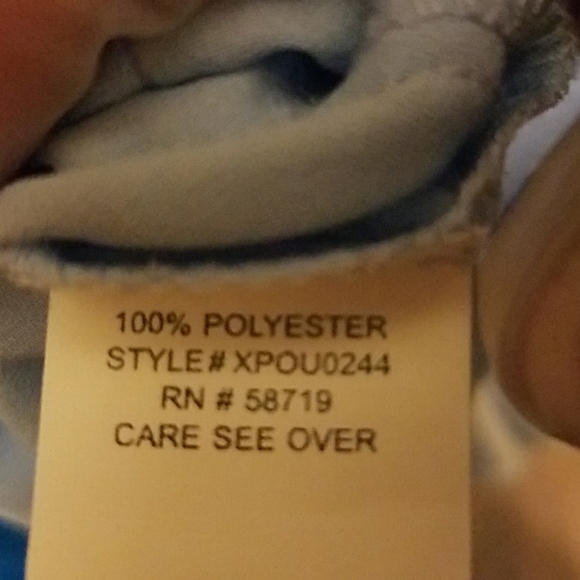 100% POLYESTER
STYLE# XPOU0244
RN # 58719
CARE SEE OVER